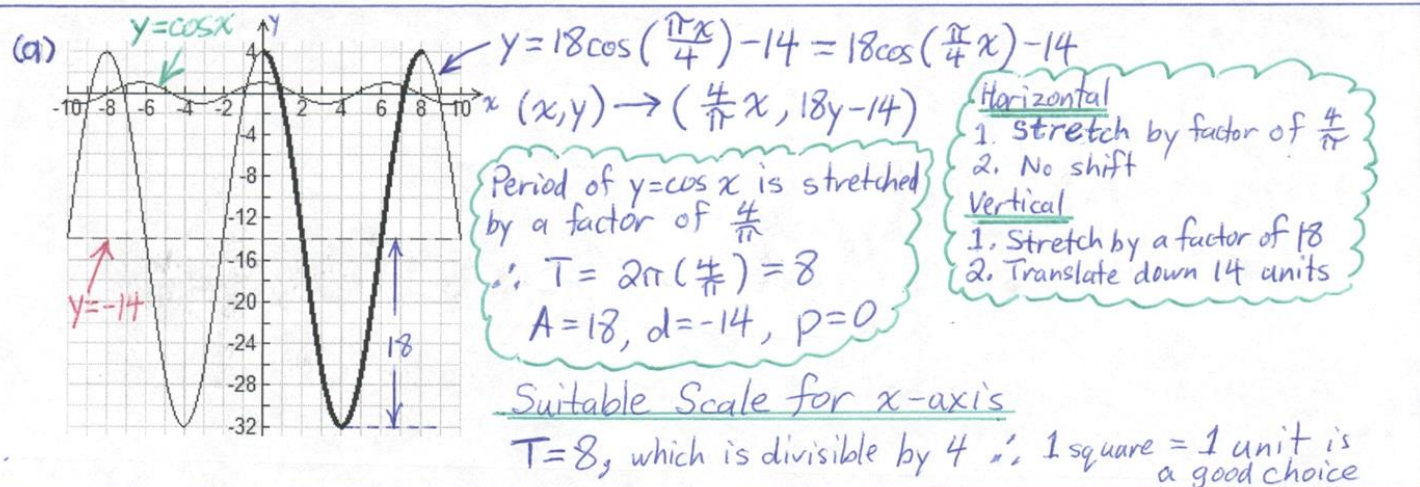 (a)
y=cosx
y
4
-10 -8 -6 -4 -2 2 4 6 8 10 x
-4
-8
-12
-16
-20
-24
-28
-32
y=-14
18
y=18cos(πx/4)-14=18cos(π/4 x)-14
(x,y)→(4/π x, 18y-14)
Period of y=cos x is stretched
by a factor of 4/π
∴ T= 2π(4/π)=8
A=18, d=-14, p=0
Horizontal
1. Stretch by factor of 4/π
2. No shift
Vertical
1. Stretch by a factor of 18
2. Translate down 14 units
Suitable Scale for x-axis
T=8, which is divisible by 4 ∴ 1 square = 1 unit is
a good choice